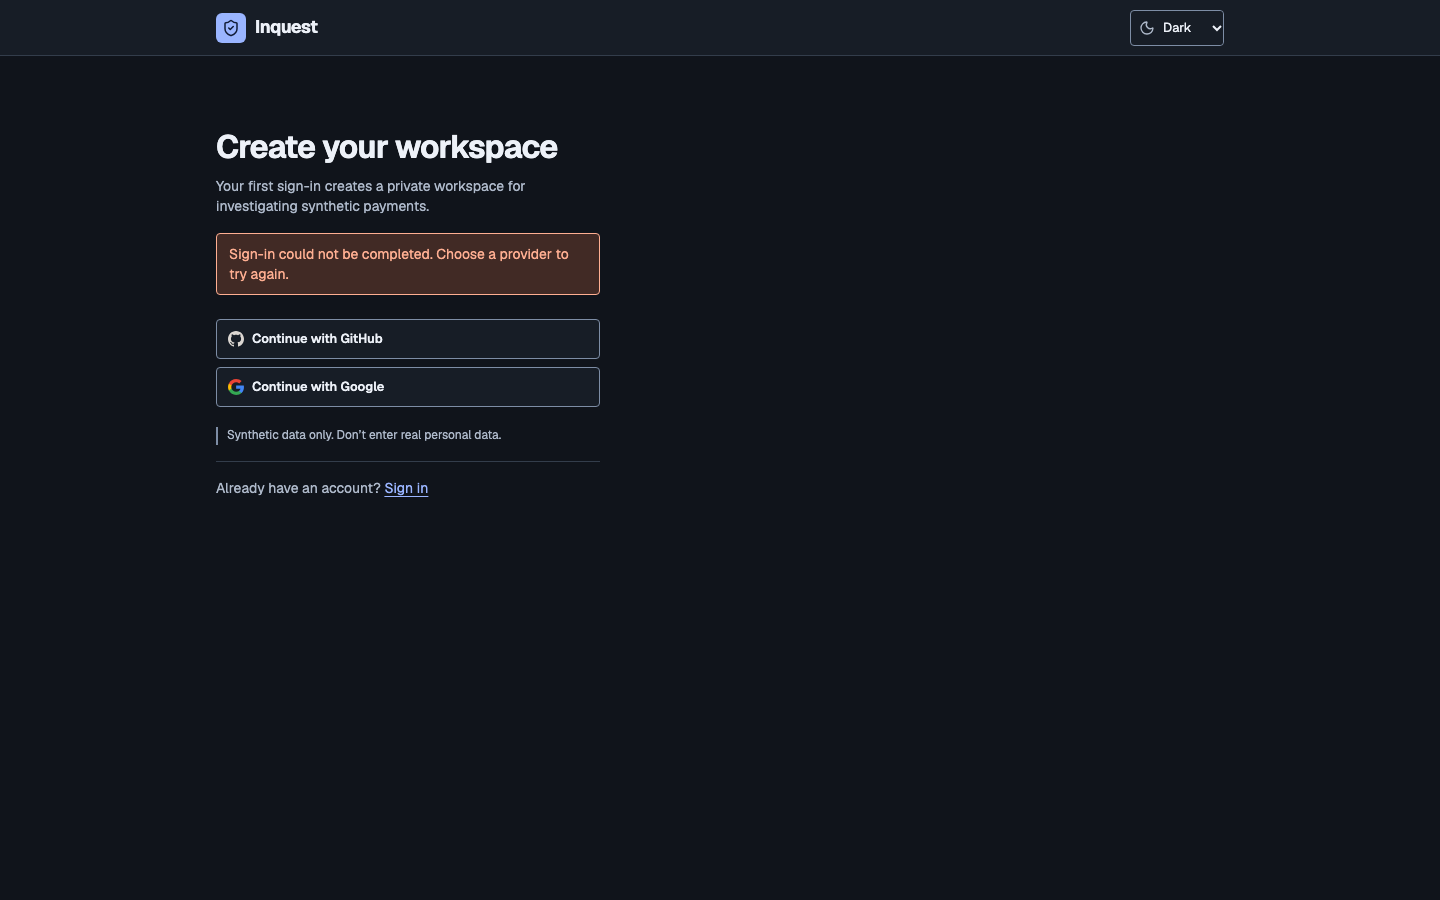 Inquest
Dark
Create your workspace
Your first sign-in creates a private workspace for
investigating synthetic payments.
Sign-in could not be completed. Choose a provider to
try again.
Continue with GitHub
Continue with Google
Synthetic data only. Don't enter real personal data.
Already have an account? Sign in